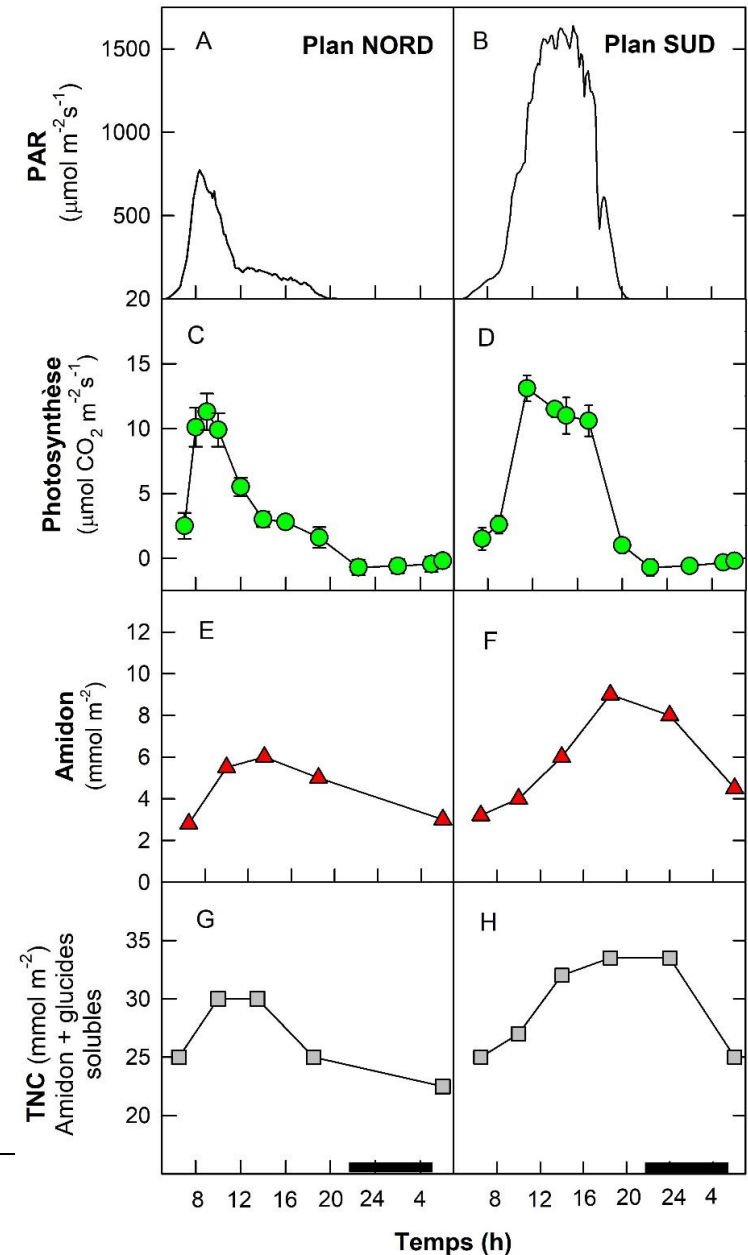 A
Plan NORD
B
Plan SUD
PAR
(μmol m⁻²s⁻¹)
1500
1000
500
20
C
D
Photosynthèse
(μmol CO₂ m⁻²s⁻¹)
15
10
5
0
E
F
Amidon
(mmol m⁻²)
12
10
8
6
4
2
0
G
H
TNC (mmol m⁻²)
Amidon + glucides
solubles
35
30
25
20
8 12 16 20 24 4
8 12 16 20 24 4
Temps (h)